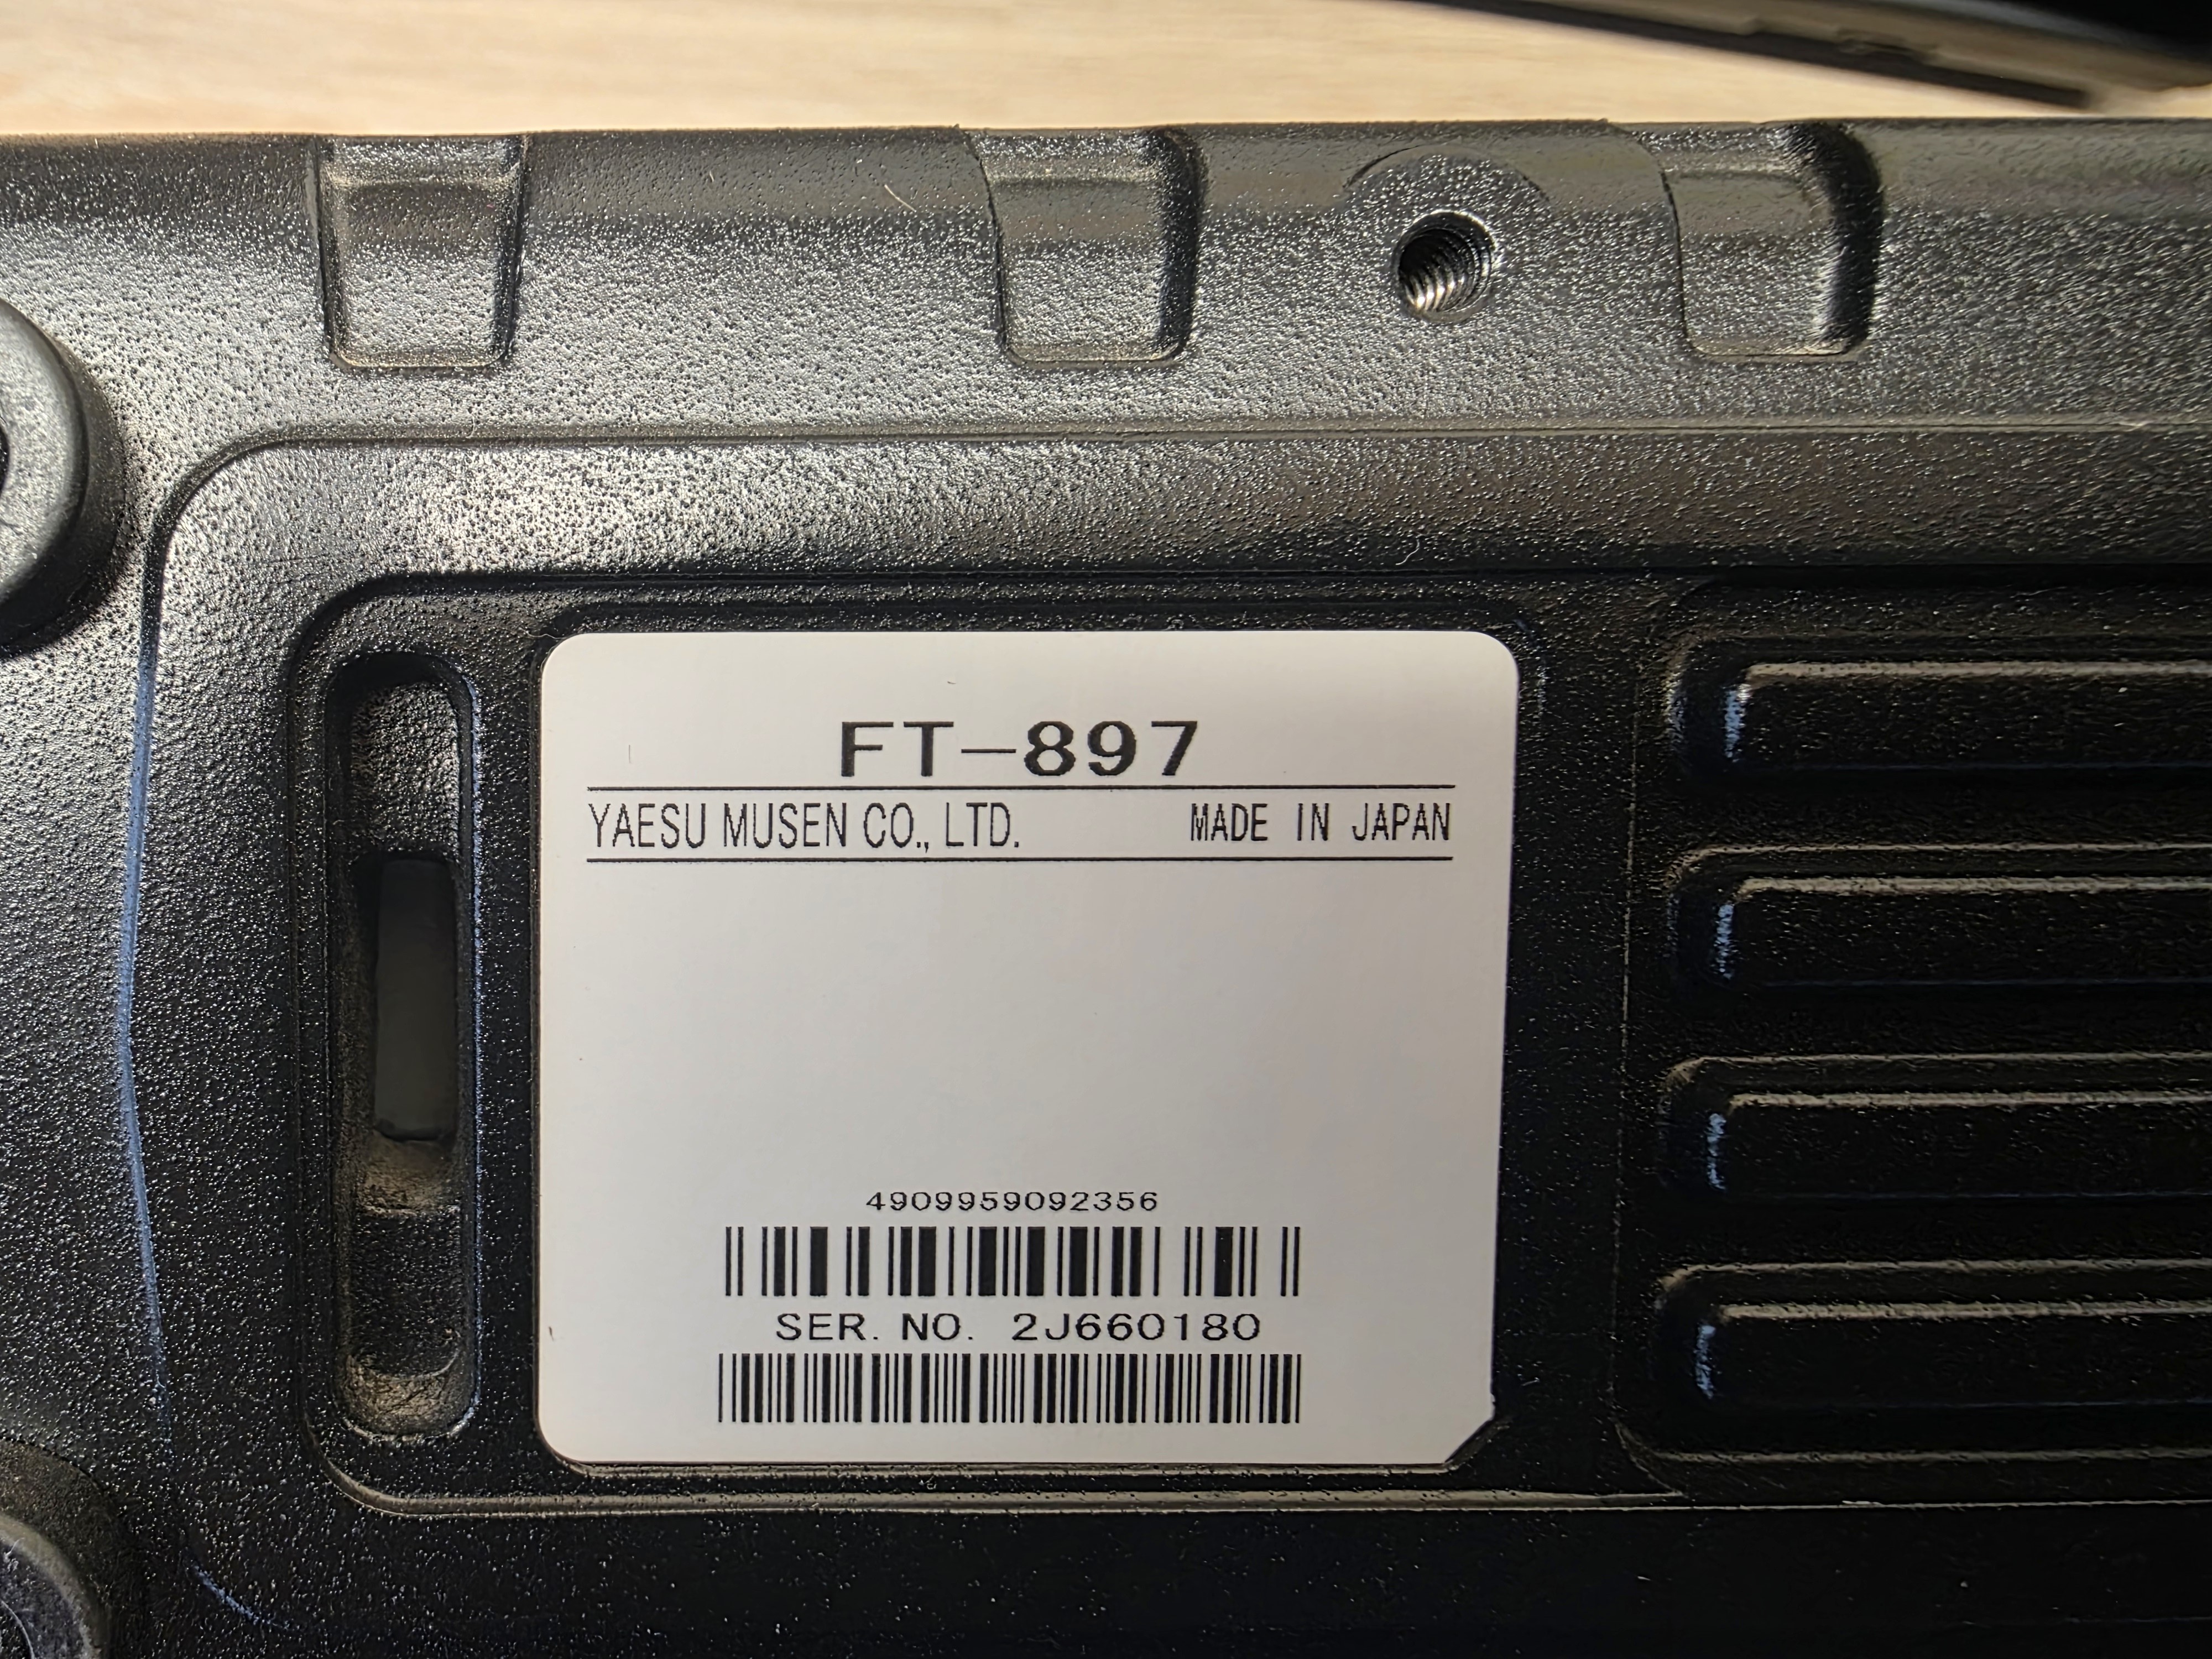 FT-897
YAESU MUSEN CO., LTD. MADE IN JAPAN
4909959092356
SER. NO. 2J660180